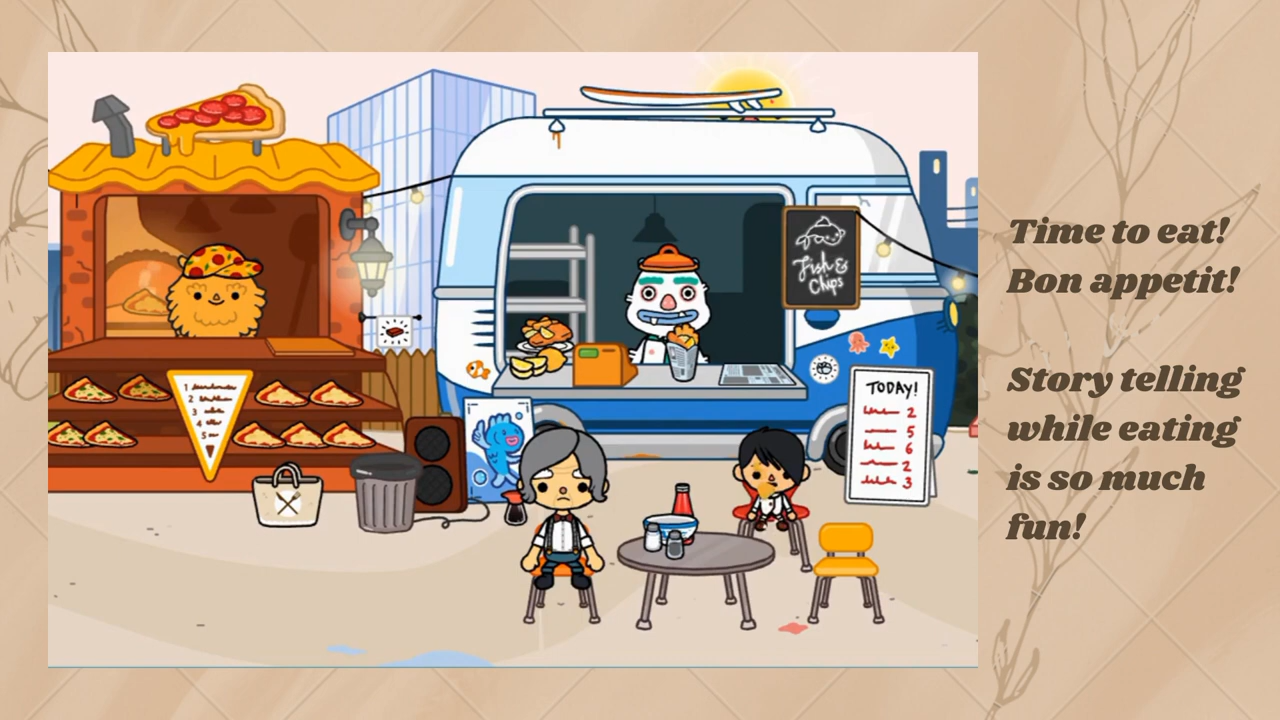 Fish &
Chips
TODAY!
2
5
6
2
3
1
2
3
4
5
Time to eat!
Bon appetit!
Story telling
while eating
is so much
fun!